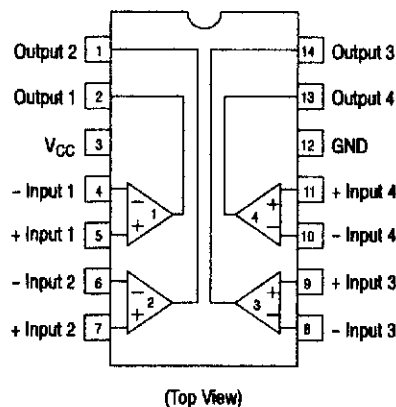 Output 2 1 14 Output 3
Output 1 2 13 Output 4
VCC 3 12 GND
− Input 1 4 − + 11 + Input 4
1 4
+ Input 1 5 + − 10 − Input 4
− Input 2 6 − + 9 + Input 3
2 3
+ Input 2 7 + − 8 − Input 3
(Top View)